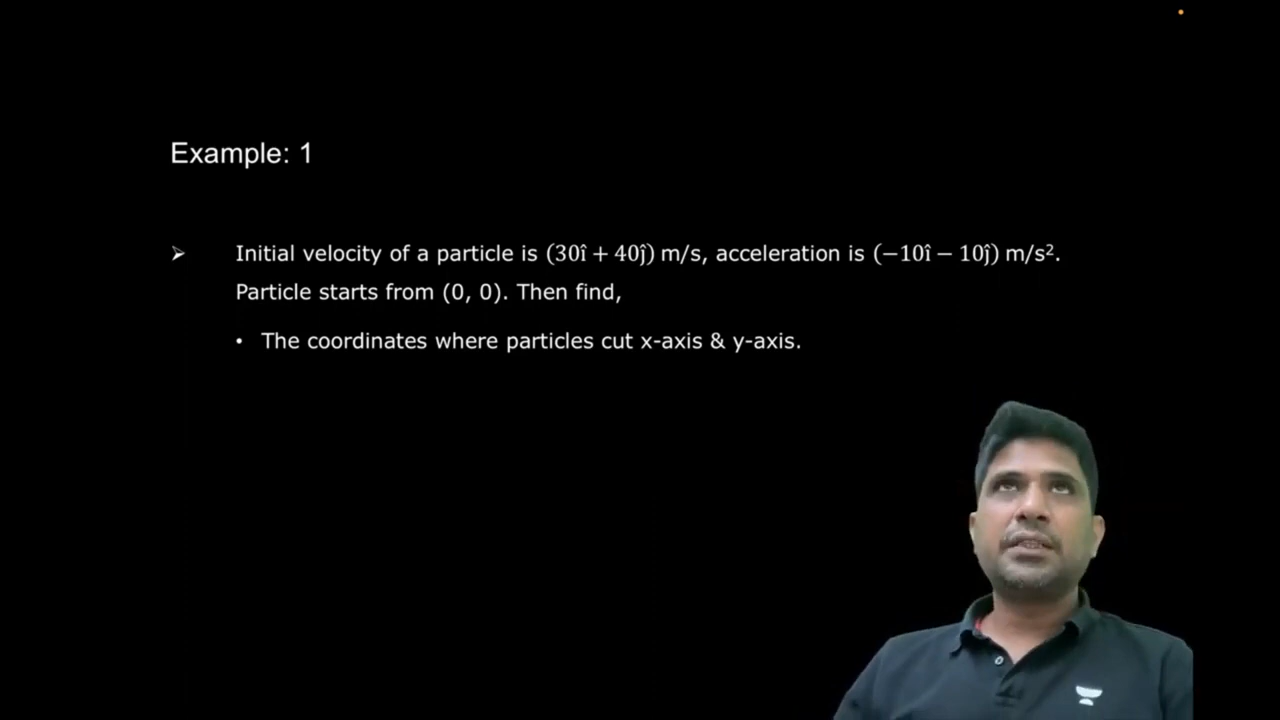 Example: 1
➢ Initial velocity of a particle is (30î + 40ĵ) m/s, acceleration is (−10î − 10ĵ) m/s².
Particle starts from (0, 0). Then find,
• The coordinates where particles cut x-axis & y-axis.